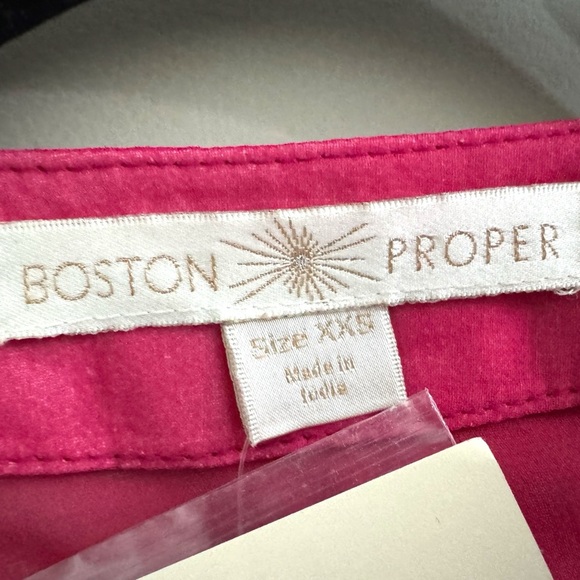 BOSTON PROPER
Size XXS
Made in
India